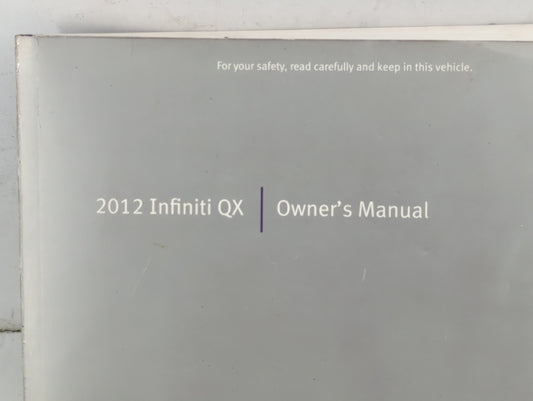 For your safety, read carefully and keep in this vehicle.
2012 Infiniti QX | Owner's Manual